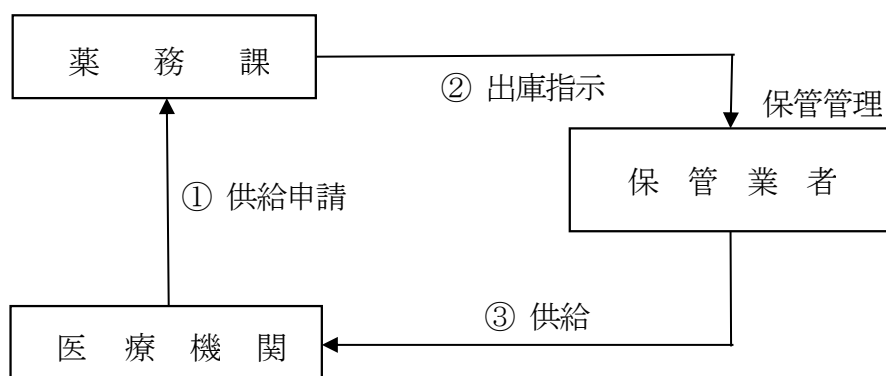 薬務課
② 出庫指示
保管管理
保管業者
① 供給申請
③ 供給
医療機関